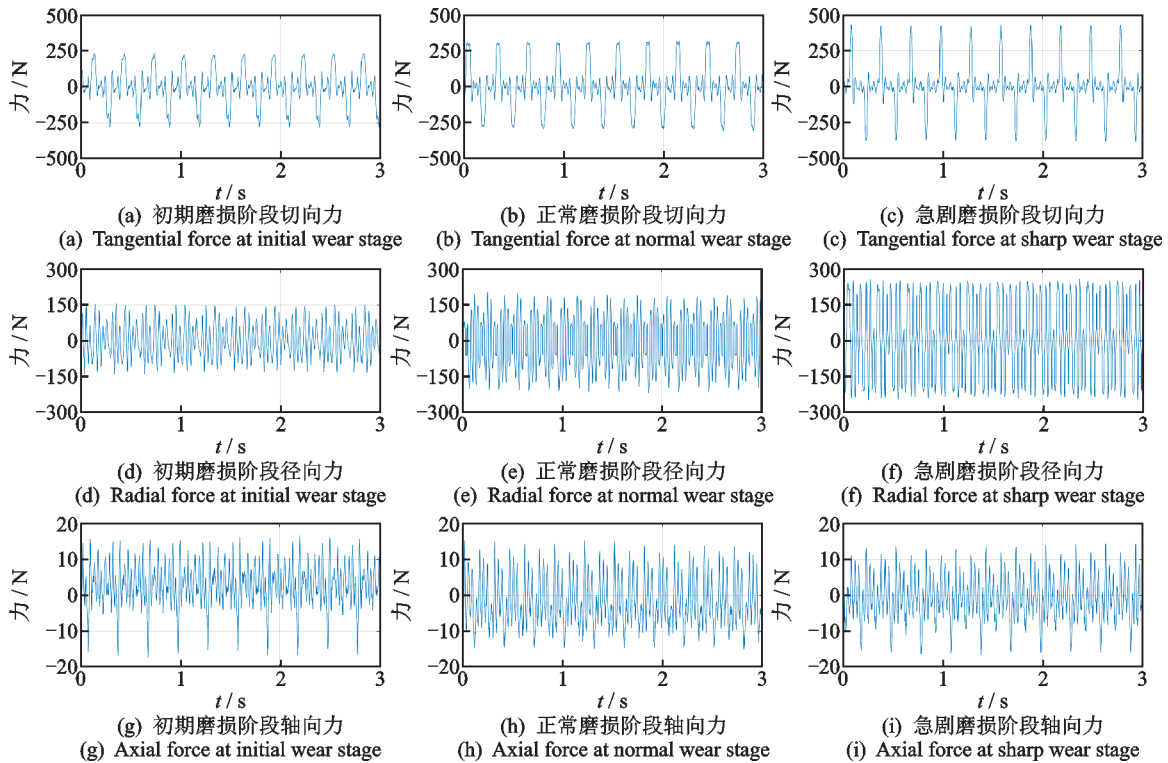 500
250
0
−250
−500
力 / N
0
1
2
3
t / s
(a) 初期磨损阶段切向力
(a) Tangential force at initial wear stage
500
250
0
−250
−500
力 / N
0
1
2
3
t / s
(b) 正常磨损阶段切向力
(b) Tangential force at normal wear stage
500
250
0
−250
−500
力 / N
0
1
2
3
t / s
(c) 急剧磨损阶段切向力
(c) Tangential force at sharp wear stage
300
150
0
−150
−300
力 / N
0
1
2
3
t / s
(d) 初期磨损阶段径向力
(d) Radial force at initial wear stage
300
150
0
−150
−300
力 / N
0
1
2
3
t / s
(e) 正常磨损阶段径向力
(e) Radial force at normal wear stage
300
150
0
−150
−300
力 / N
0
1
2
3
t / s
(f) 急剧磨损阶段径向力
(f) Radial force at sharp wear stage
20
10
0
−10
−20
力 / N
0
1
2
3
t / s
(g) 初期磨损阶段轴向力
(g) Axial force at initial wear stage
20
10
0
−10
−20
力 / N
0
1
2
3
t / s
(h) 正常磨损阶段轴向力
(h) Axial force at normal wear stage
20
10
0
−10
−20
力 / N
0
1
2
3
t / s
(i) 急剧磨损阶段轴向力
(i) Axial force at sharp wear stage